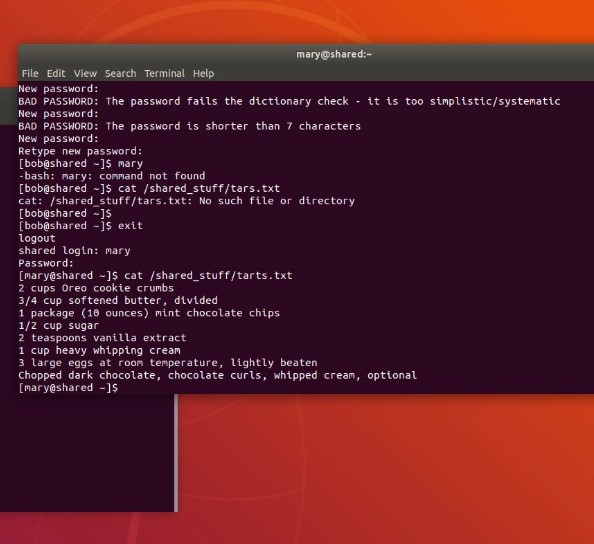 mary@shared:~
File Edit View Search Terminal Help
New password:
BAD PASSWORD: The password fails the dictionary check - it is too simplistic/systematic
New password:
BAD PASSWORD: The password is shorter than 7 characters
New password:
Retype new password:
[bob@shared ~]$ mary
-bash: mary: command not found
[bob@shared ~]$ cat /shared_stuff/tars.txt
cat: /shared_stuff/tars.txt: No such file or directory
[bob@shared ~]$
[bob@shared ~]$ exit
logout
shared login: mary
Password:
[mary@shared ~]$ cat /shared_stuff/tarts.txt
2 cups Oreo cookie crumbs
3/4 cup softened butter, divided
1 package (10 ounces) mint chocolate chips
1/2 cup sugar
2 teaspoons vanilla extract
1 cup heavy whipping cream
3 large eggs at room temperature, lightly beaten
Chopped dark chocolate, chocolate curls, whipped cream, optional
[mary@shared ~]$